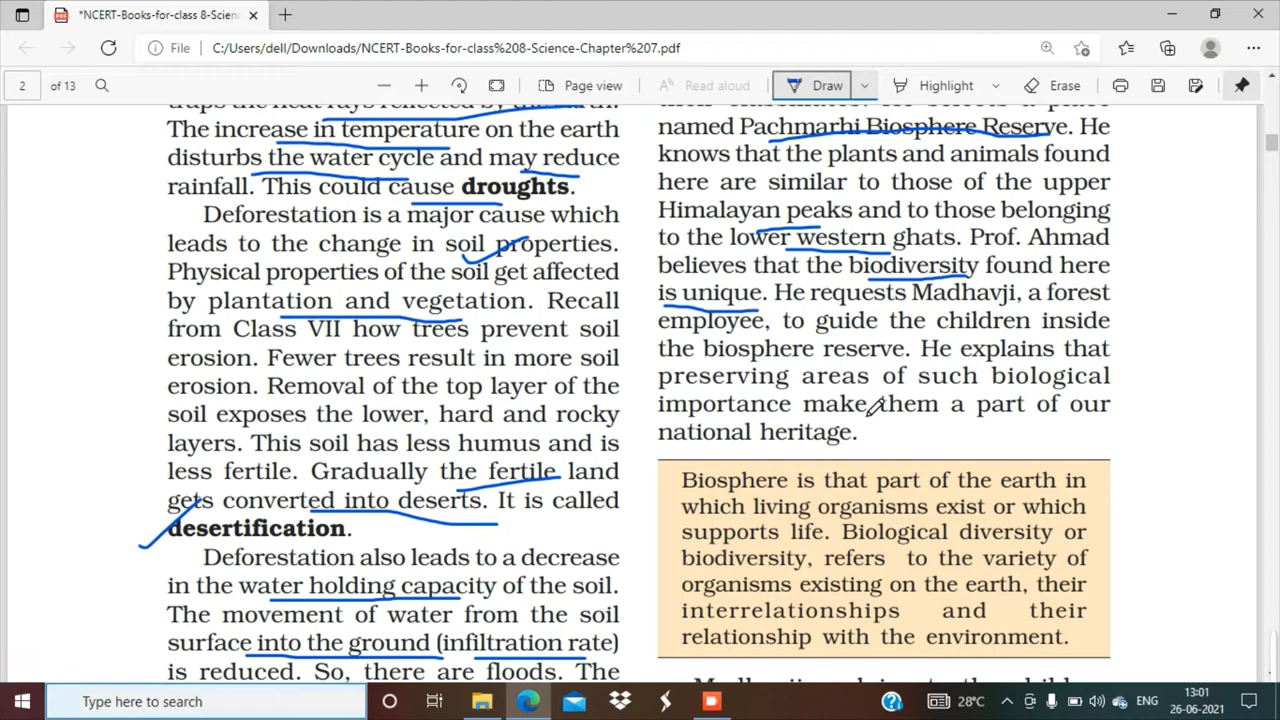 *NCERT-Books-for-class 8-Scienc
File
C:/Users/dell/Downloads/NCERT-Books-for-class%208-Science-Chapter%207.pdf
2 of 13
Page view
Read aloud
Draw
Highlight
Erase
traps the heat rays reflected by the earth.
The increase in temperature on the earth
disturbs the water cycle and may reduce
rainfall. This could cause droughts.
Deforestation is a major cause which
leads to the change in soil properties.
Physical properties of the soil get affected
by plantation and vegetation. Recall
from Class VII how trees prevent soil
erosion. Fewer trees result in more soil
erosion. Removal of the top layer of the
soil exposes the lower, hard and rocky
layers. This soil has less humus and is
less fertile. Gradually the fertile land
gets converted into deserts. It is called
desertification.
Deforestation also leads to a decrease
in the water holding capacity of the soil.
The movement of water from the soil
surface into the ground (infiltration rate)
is reduced. So, there are floods. The
a place
named Pachmarhi Biosphere Reserve. He
knows that the plants and animals found
here are similar to those of the upper
Himalayan peaks and to those belonging
to the lower western ghats. Prof. Ahmad
believes that the biodiversity found here
is unique. He requests Madhavji, a forest
employee, to guide the children inside
the biosphere reserve. He explains that
preserving areas of such biological
importance make them a part of our
national heritage.
Biosphere is that part of the earth in
which living organisms exist or which
supports life. Biological diversity or
biodiversity, refers to the variety of
organisms existing on the earth, their
interrelationships and their
relationship with the environment.
Type here to search
28°C
ENG
13:01
26-06-2021